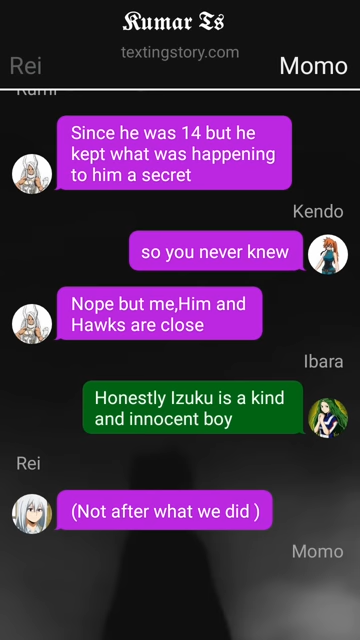 Kumar Ts
textingstory.com
Rei
Momo
Rumi
Since he was 14 but he
kept what was happening
to him a secret
Kendo
so you never knew
Nope but me,Him and
Hawks are close
Ibara
Honestly Izuku is a kind
and innocent boy
Rei
(Not after what we did )
Momo